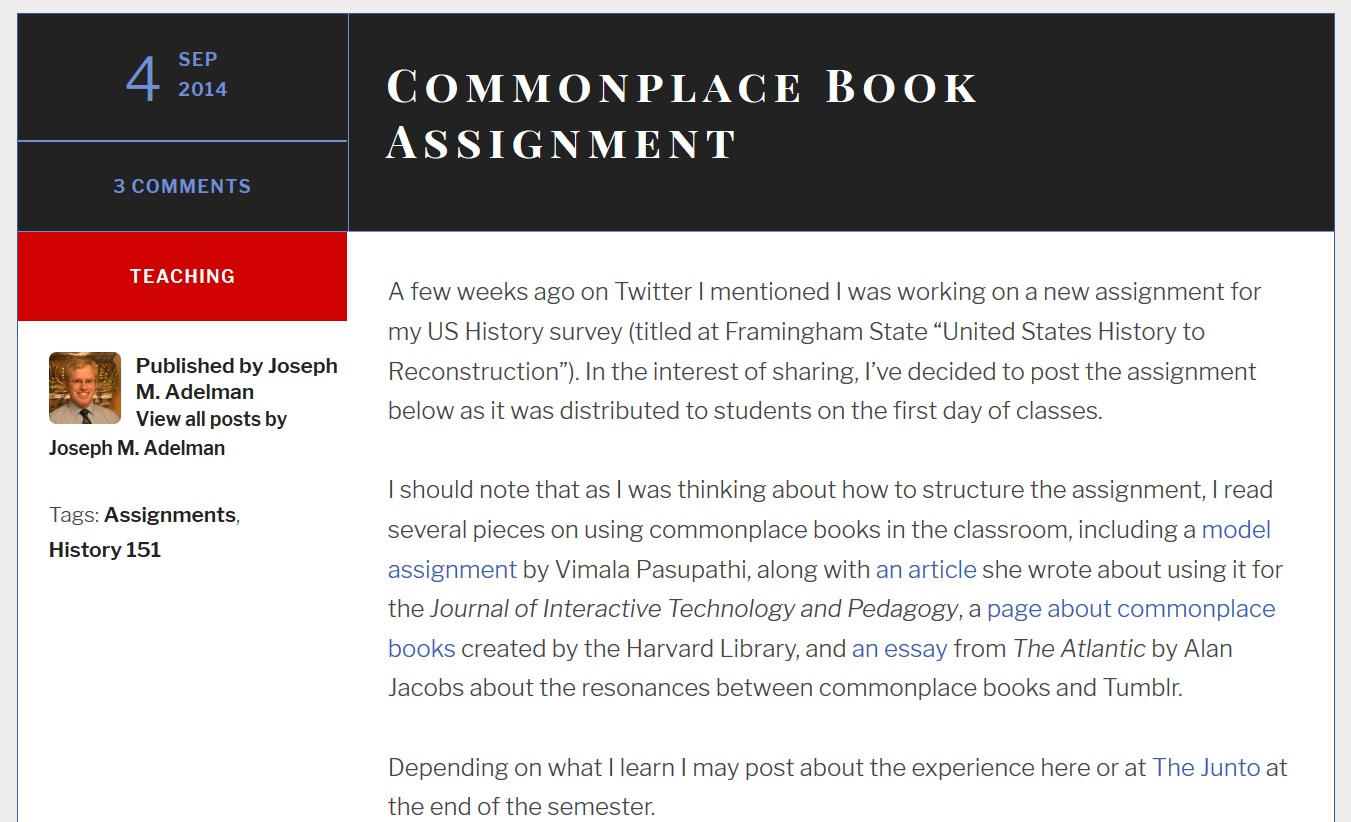 4 SEP
2014
3 COMMENTS
COMMONPLACE BOOK
ASSIGNMENT
TEACHING
Published by Joseph
M. Adelman
View all posts by
Joseph M. Adelman
Tags: Assignments,
History 151
A few weeks ago on Twitter I mentioned I was working on a new assignment for
my US History survey (titled at Framingham State “United States History to
Reconstruction”). In the interest of sharing, I’ve decided to post the assignment
below as it was distributed to students on the first day of classes.
I should note that as I was thinking about how to structure the assignment, I read
several pieces on using commonplace books in the classroom, including a model
assignment by Vimala Pasupathi, along with an article she wrote about using it for
the Journal of Interactive Technology and Pedagogy, a page about commonplace
books created by the Harvard Library, and an essay from The Atlantic by Alan
Jacobs about the resonances between commonplace books and Tumblr.
Depending on what I learn I may post about the experience here or at The Junto at
the end of the semester.